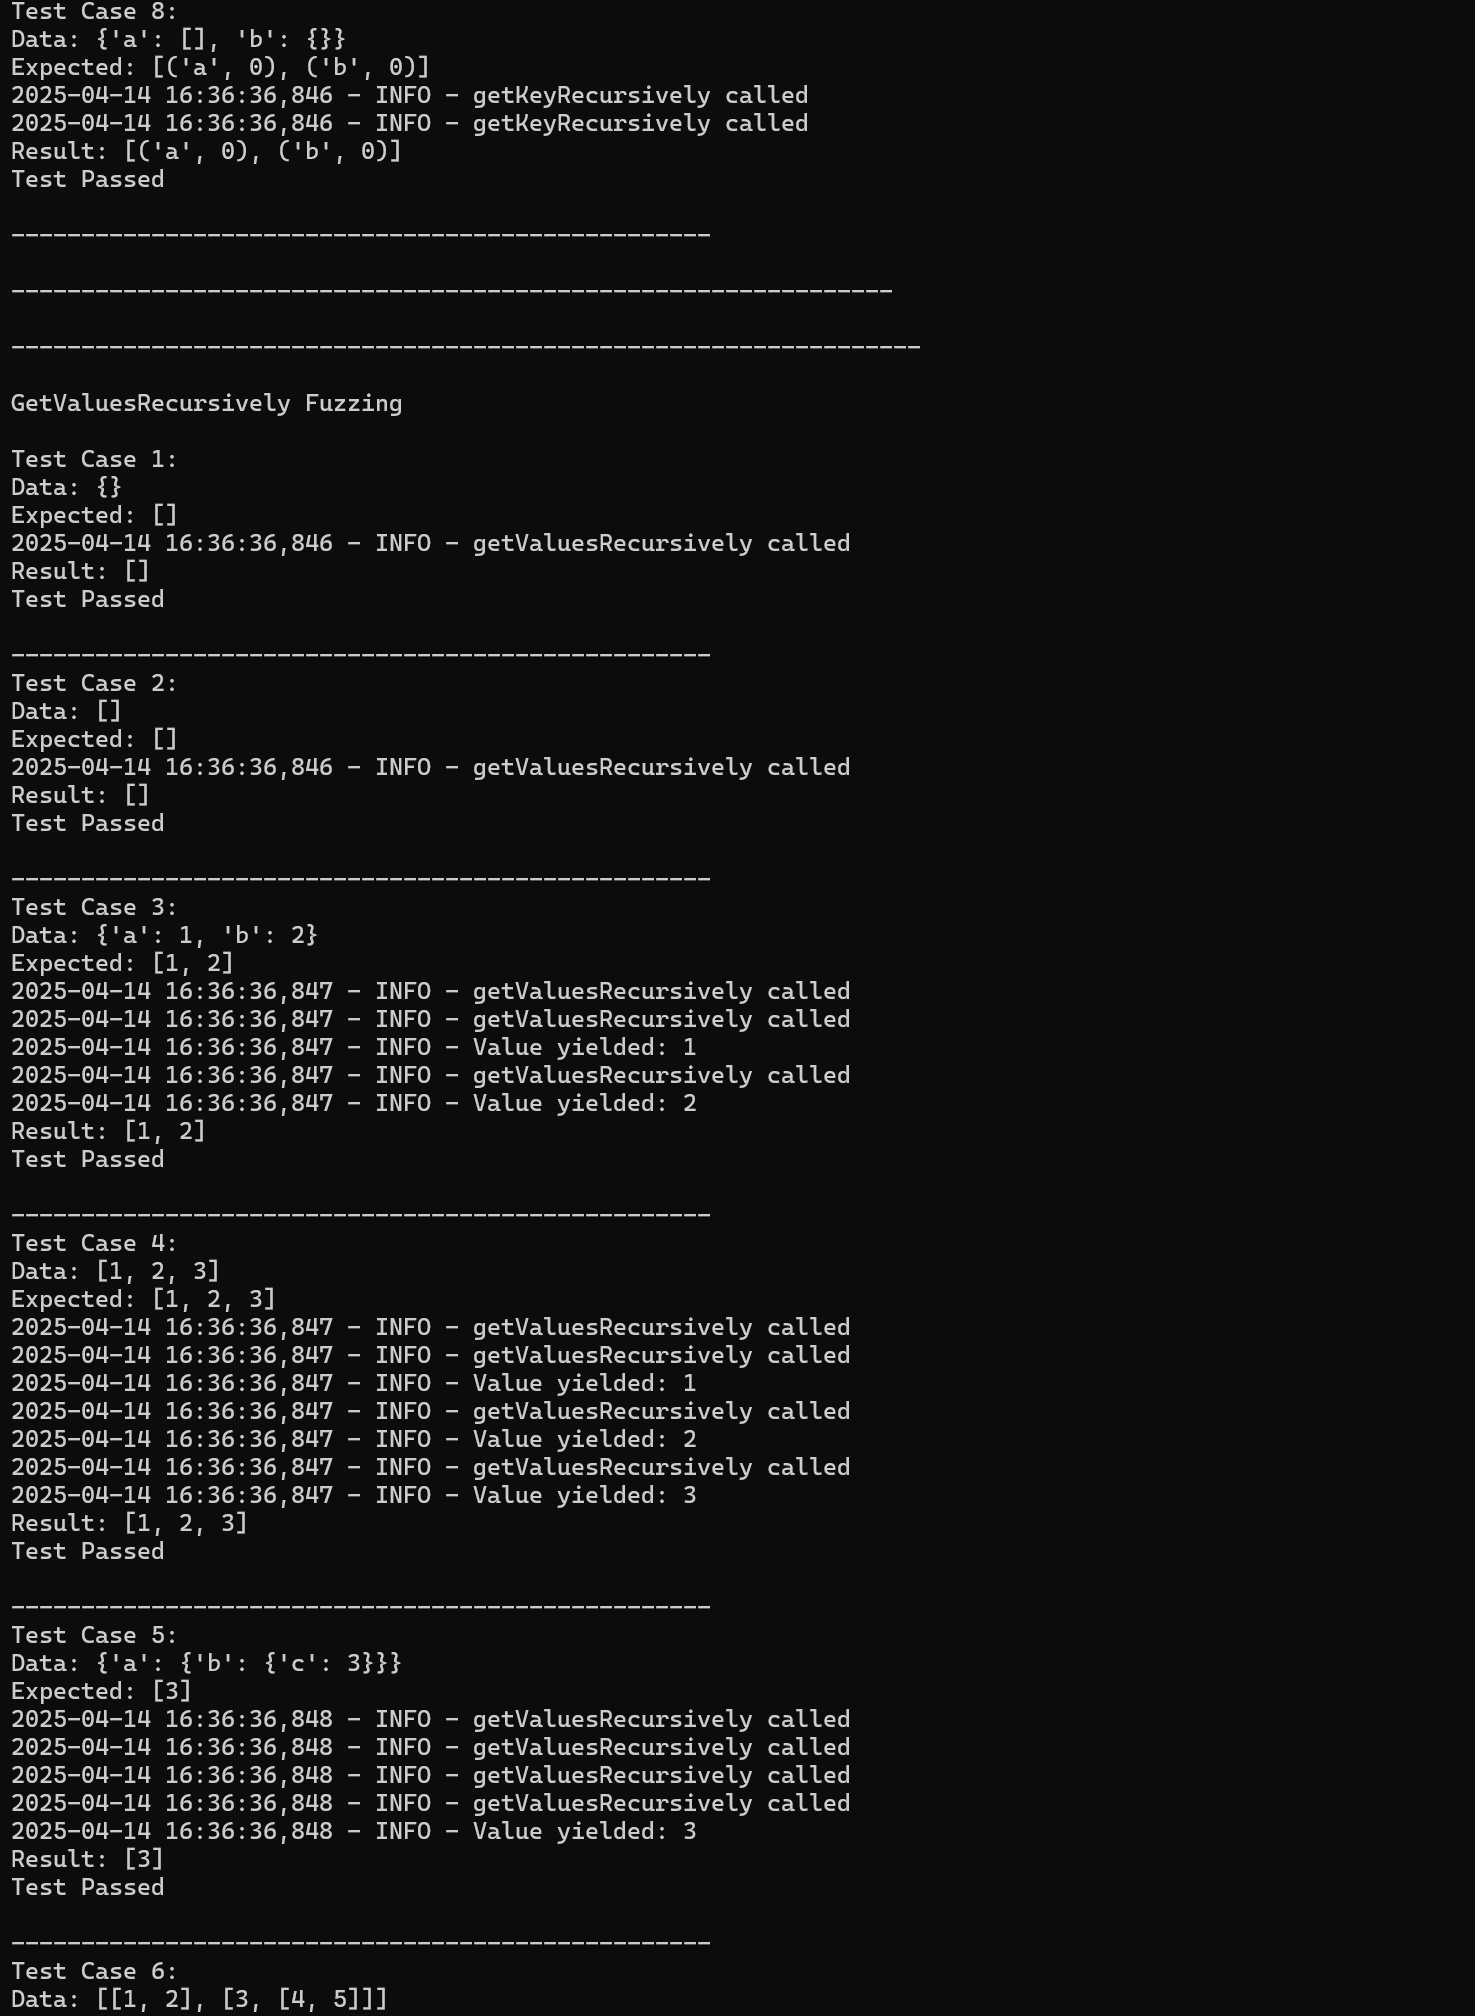 Test Case 8:
Data: {'a': [], 'b': {}}
Expected: [('a', 0), ('b', 0)]
2025-04-14 16:36:36,846 - INFO - getKeyRecursively called
2025-04-14 16:36:36,846 - INFO - getKeyRecursively called
Result: [('a', 0), ('b', 0)]
Test Passed
--------------------------------------------------
---------------------------------------------------------------
-----------------------------------------------------------------
GetValuesRecursively Fuzzing
Test Case 1:
Data: {}
Expected: []
2025-04-14 16:36:36,846 - INFO - getValuesRecursively called
Result: []
Test Passed
--------------------------------------------------
Test Case 2:
Data: []
Expected: []
2025-04-14 16:36:36,846 - INFO - getValuesRecursively called
Result: []
Test Passed
--------------------------------------------------
Test Case 3:
Data: {'a': 1, 'b': 2}
Expected: [1, 2]
2025-04-14 16:36:36,847 - INFO - getValuesRecursively called
2025-04-14 16:36:36,847 - INFO - getValuesRecursively called
2025-04-14 16:36:36,847 - INFO - Value yielded: 1
2025-04-14 16:36:36,847 - INFO - getValuesRecursively called
2025-04-14 16:36:36,847 - INFO - Value yielded: 2
Result: [1, 2]
Test Passed
--------------------------------------------------
Test Case 4:
Data: [1, 2, 3]
Expected: [1, 2, 3]
2025-04-14 16:36:36,847 - INFO - getValuesRecursively called
2025-04-14 16:36:36,847 - INFO - getValuesRecursively called
2025-04-14 16:36:36,847 - INFO - Value yielded: 1
2025-04-14 16:36:36,847 - INFO - getValuesRecursively called
2025-04-14 16:36:36,847 - INFO - Value yielded: 2
2025-04-14 16:36:36,847 - INFO - getValuesRecursively called
2025-04-14 16:36:36,847 - INFO - Value yielded: 3
Result: [1, 2, 3]
Test Passed
--------------------------------------------------
Test Case 5:
Data: {'a': {'b': {'c': 3}}}
Expected: [3]
2025-04-14 16:36:36,848 - INFO - getValuesRecursively called
2025-04-14 16:36:36,848 - INFO - getValuesRecursively called
2025-04-14 16:36:36,848 - INFO - getValuesRecursively called
2025-04-14 16:36:36,848 - INFO - getValuesRecursively called
2025-04-14 16:36:36,848 - INFO - Value yielded: 3
Result: [3]
Test Passed
--------------------------------------------------
Test Case 6:
Data: [[1, 2], [3, [4, 5]]]